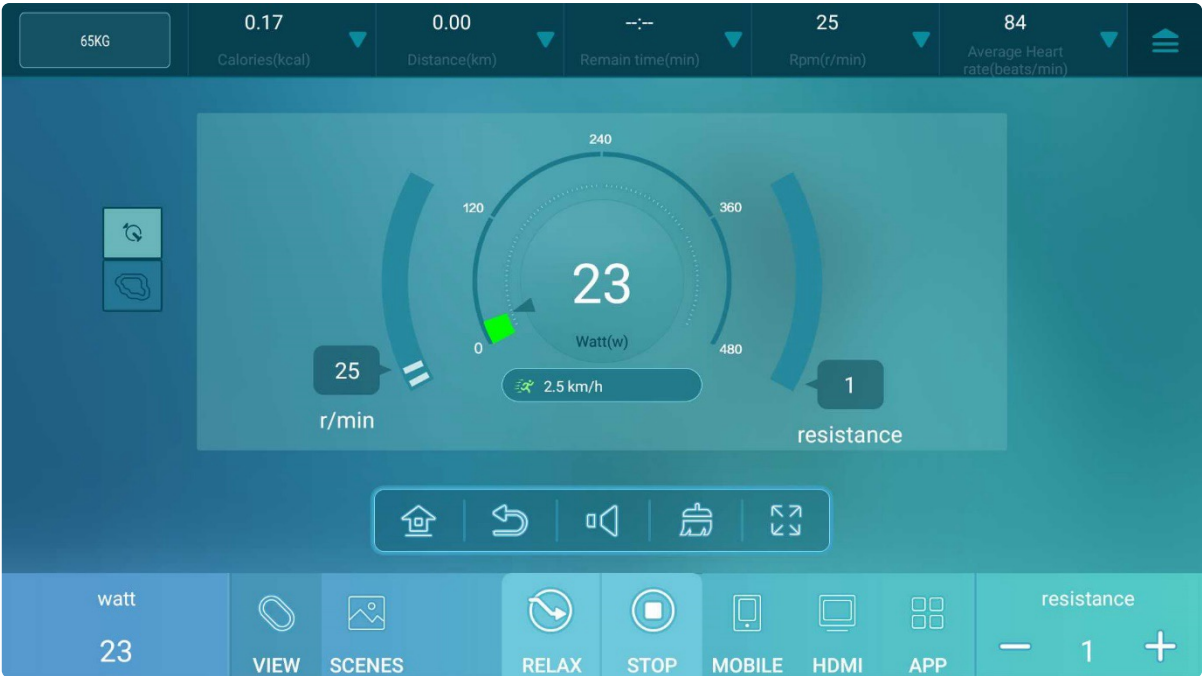 65KG
0.17
Calories(kcal)
0.00
Distance(km)
--:--
Remain time(min)
25
Rpm(r/min)
84
Average Heart
rate(beats/min)
240
120
360
23
Watt(w)
0
480
2.5 km/h
25
r/min
1
resistance
watt
23
VIEW
SCENES
RELAX
STOP
MOBILE
HDMI
APP
resistance
1